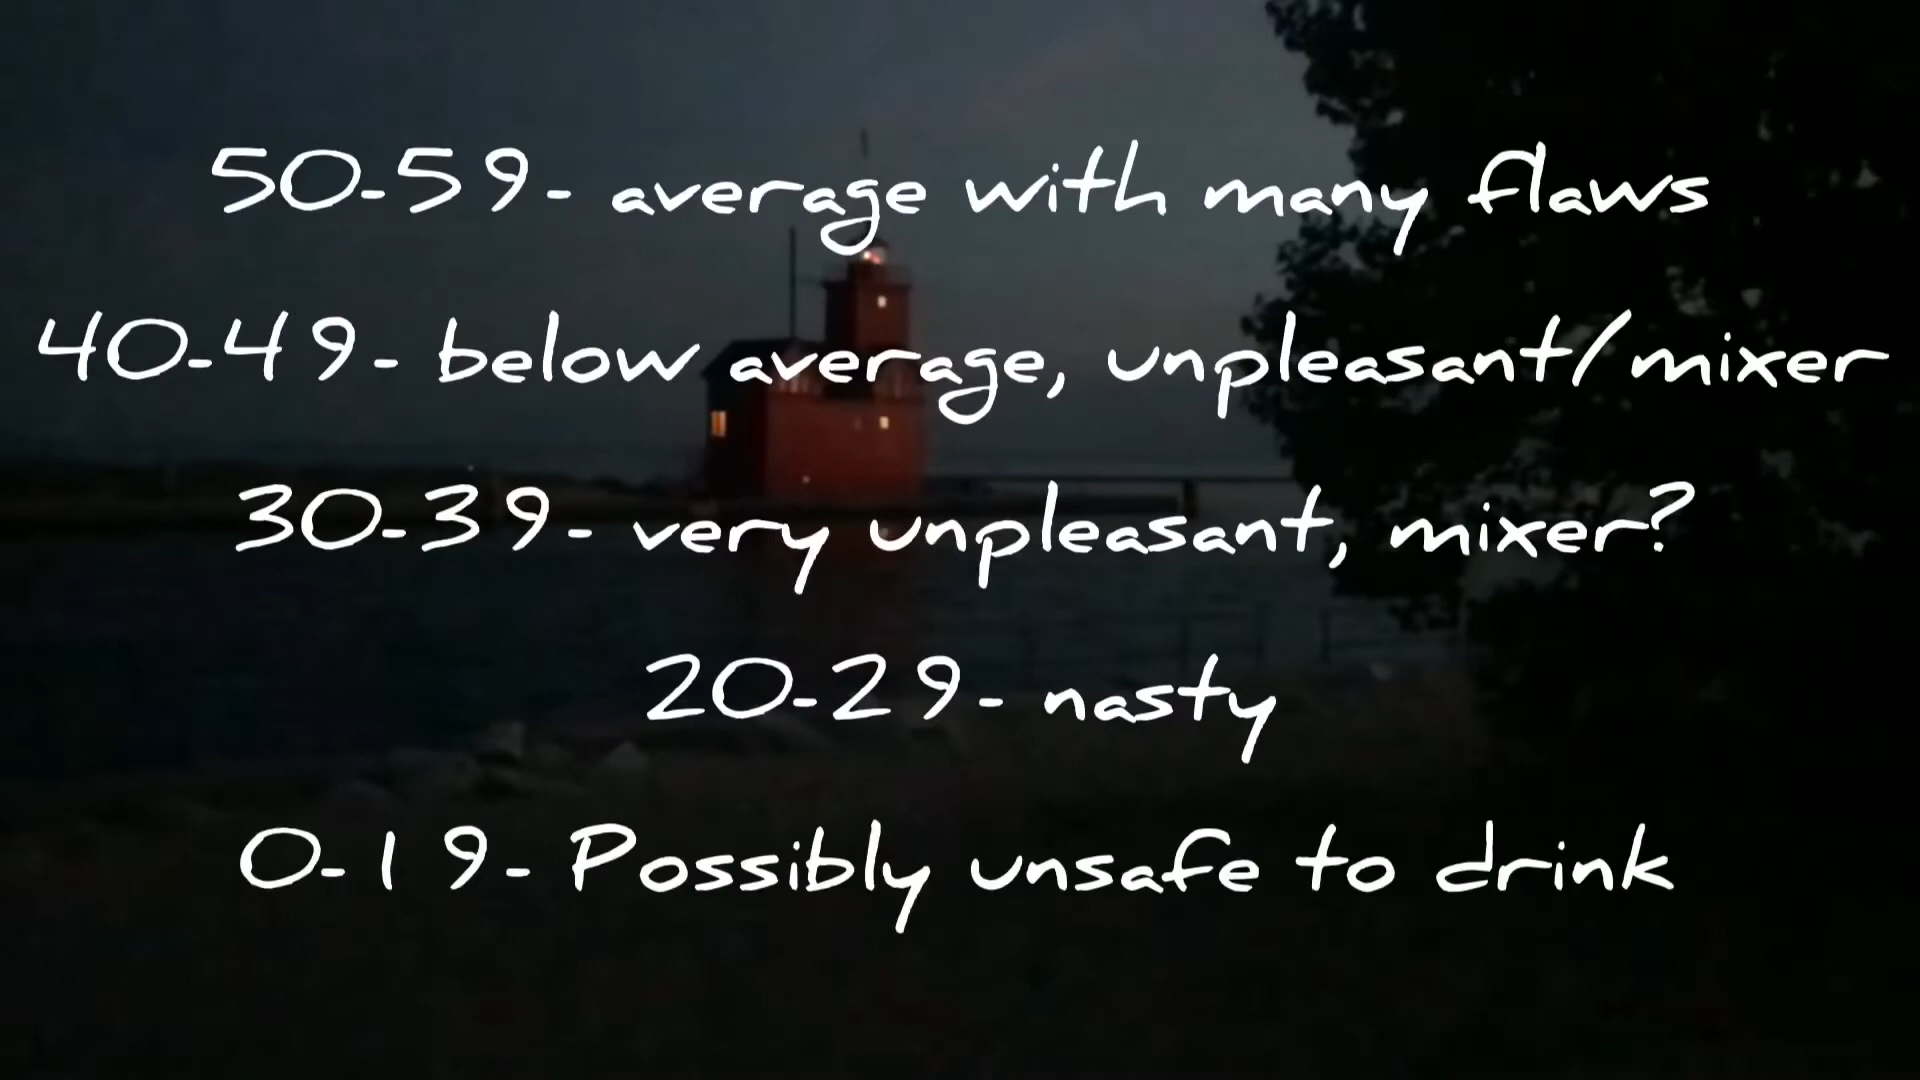 50-59- average with many flaws
40-49- below average, unpleasant/mixer
30-39- very unpleasant, mixer?
20-29- nasty
0-19- Possibly unsafe to drink